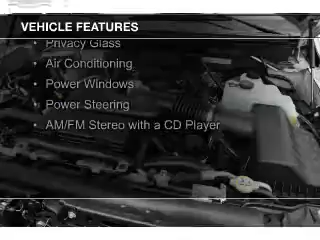 VEHICLE FEATURES
• Privacy Glass
• Air Conditioning
• Power Windows
• Power Steering
• AM/FM Stereo with a CD Player